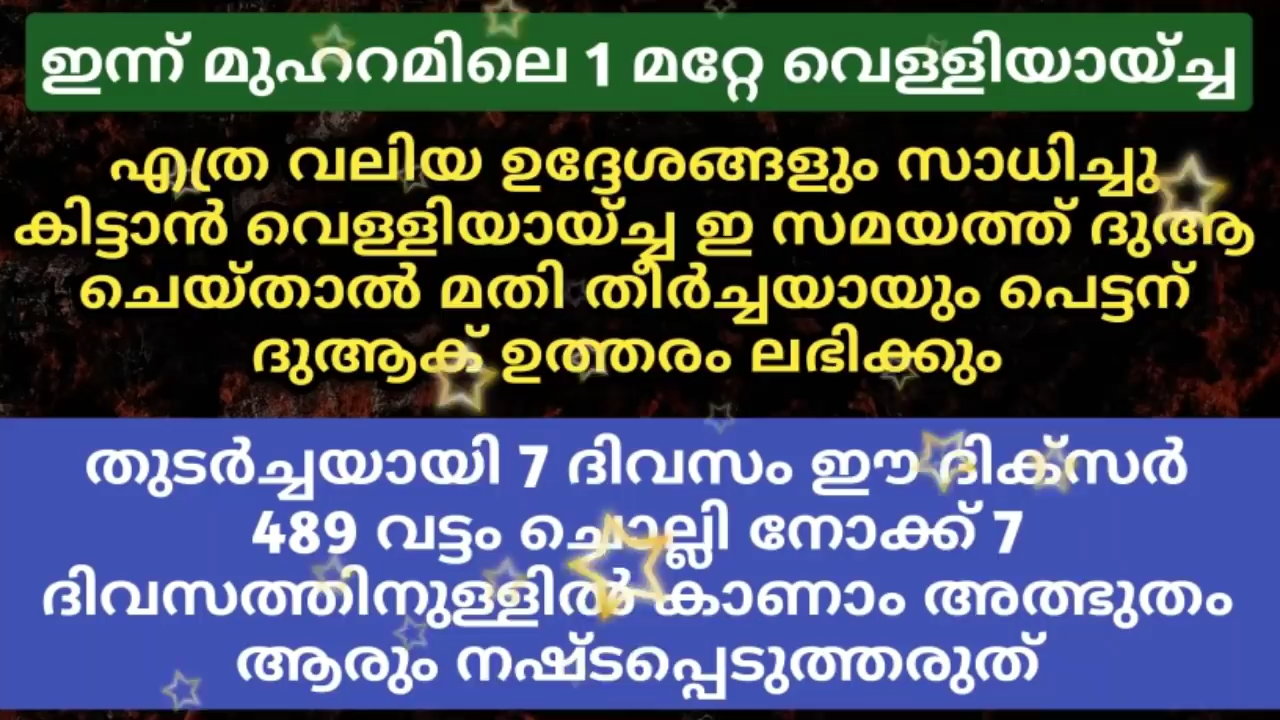 ഇന്ന് മുഹറമിലെ 1 മറ്റേ വെള്ളിയായ്ച്ച
എത്ര വലിയ ഉദ്ദേശങ്ങളും സാധിച്ചു
കിട്ടാൻ വെള്ളിയായ്ച്ച ഇ സമയത്ത് ദുആ
ചെയ്താൽ മതി തീർച്ചയായും പെട്ടന്
ദുആക് ഉത്തരം ലഭിക്കും
തുടർച്ചയായി 7 ദിവസം ഈ ദിക്സർ
489 വട്ടം ചൊല്ലി നോക്ക് 7
ദിവസത്തിനുള്ളിൽ കാണാം അത്ഭുതം
ആരും നഷ്ടപ്പെടുത്തരുത്